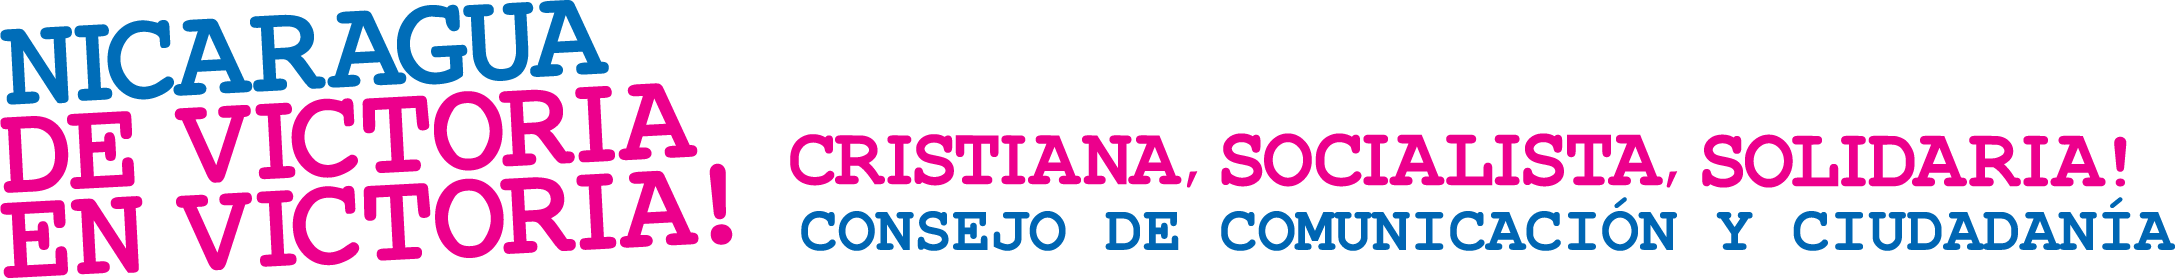 NICARAGUA
DE VICTORIA
EN VICTORIA!
CRISTIANA, SOCIALISTA, SOLIDARIA!
CONSEJO DE COMUNICACIÓN Y CIUDADANÍA